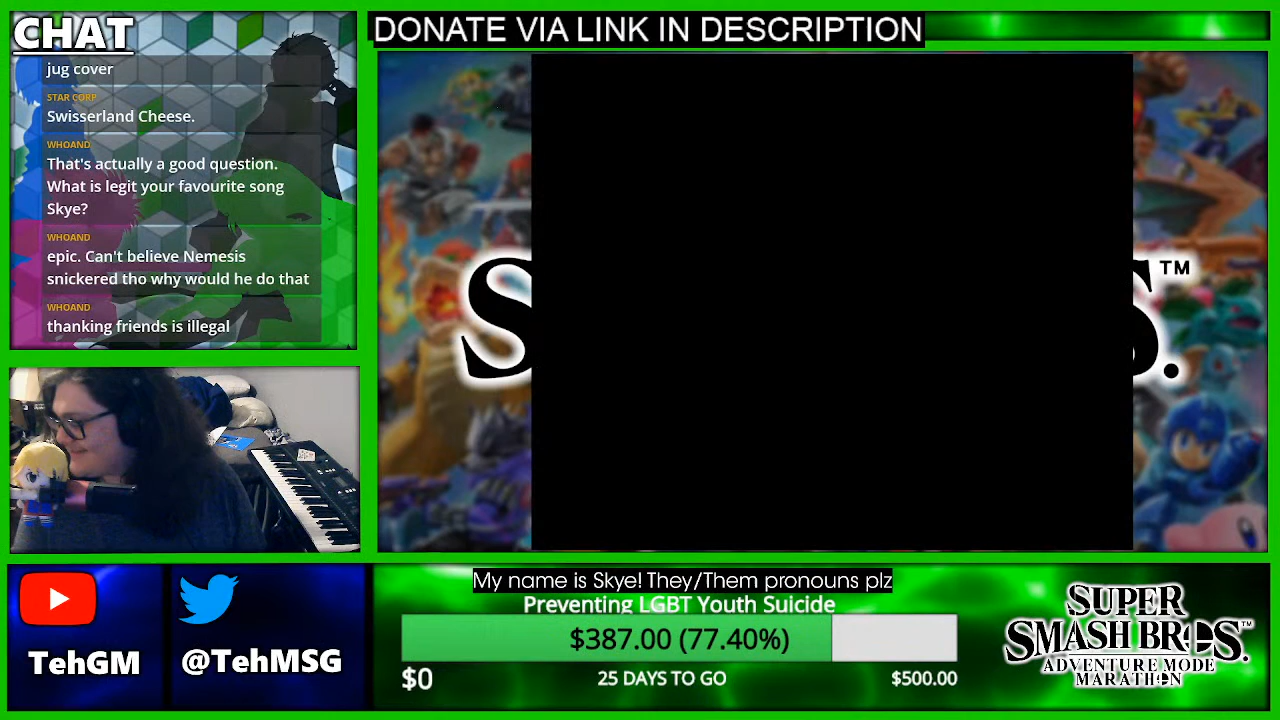 CHAT
DONATE VIA LINK IN DESCRIPTION
jug cover
STAR CORP
Swisserland Cheese.
WHOAND
That's actually a good question.
What is legit your favourite song
Skye?
WHOAND
epic. Can't believe Nemesis
snickered tho why would he do that
WHOAND
thanking friends is illegal
S S.™
TehGM
@TehMSG
My name is Skye! They/Them pronouns plz
Preventing LGBT Youth Suicide
$387.00 (77.40%)
$0
25 DAYS TO GO
$500.00
SUPER
SMASH BROS.™
ADVENTURE MODE
MARATHON